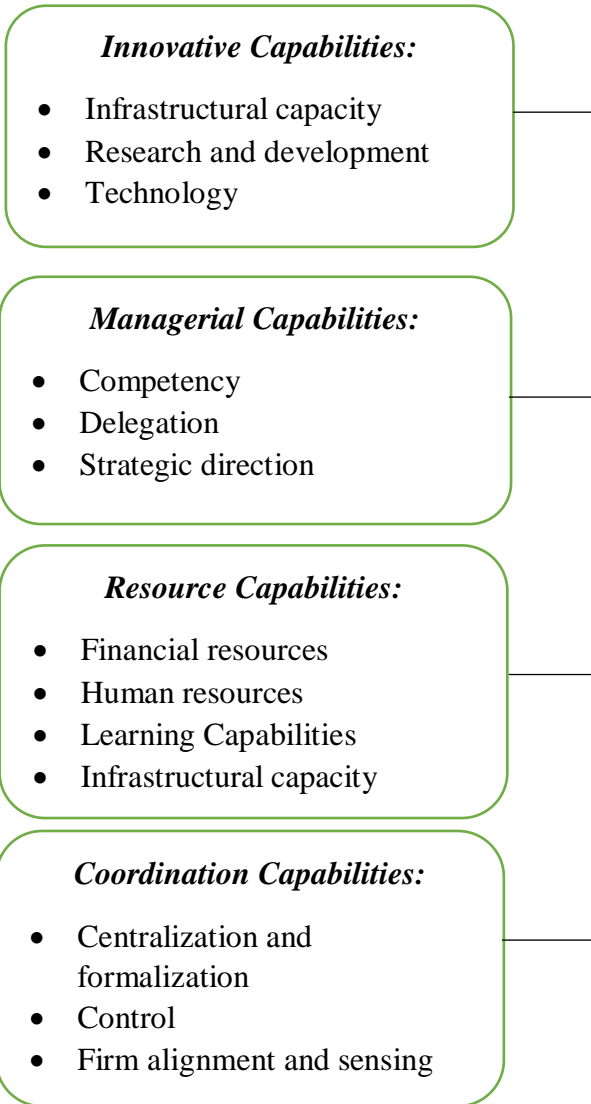 Innovative Capabilities:
• Infrastructural capacity
• Research and development
• Technology
Managerial Capabilities:
• Competency
• Delegation
• Strategic direction
Resource Capabilities:
• Financial resources
• Human resources
• Learning Capabilities
• Infrastructural capacity
Coordination Capabilities:
• Centralization and
formalization
• Control
• Firm alignment and sensing